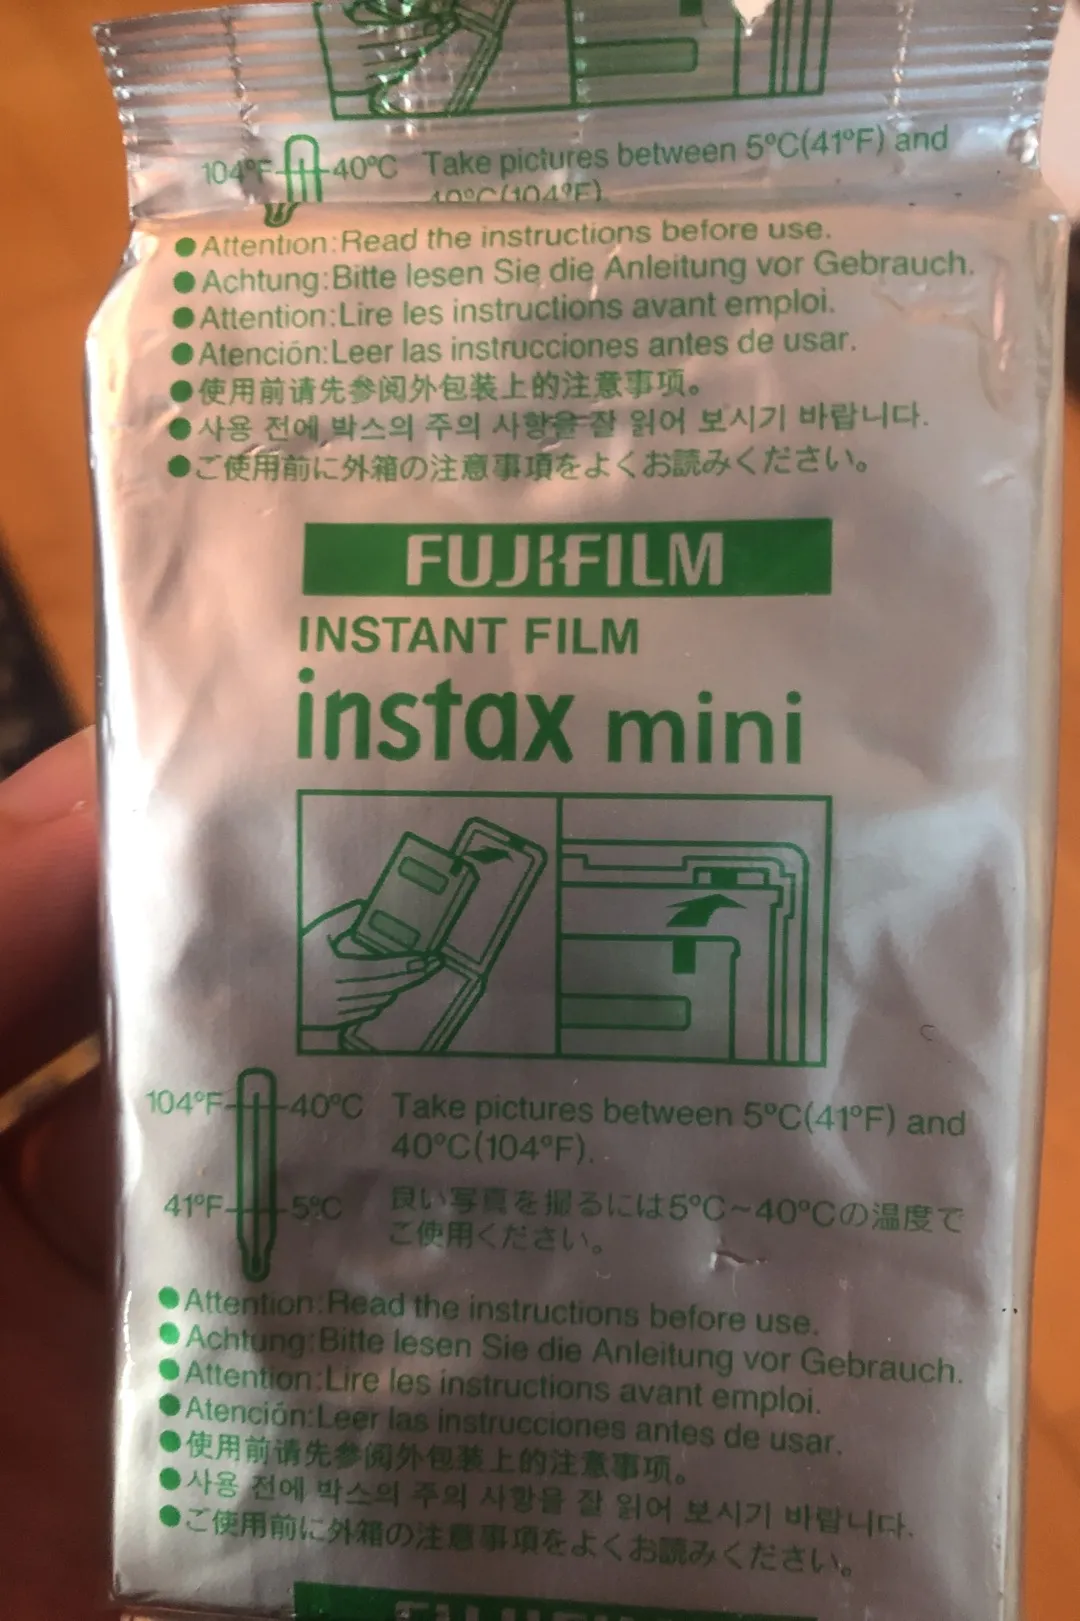 104°F 40°C Take pictures between 5°C(41°F) and
40°C(104°F).
●Attention:Read the instructions before use.
●Achtung:Bitte lesen Sie die Anleitung vor Gebrauch.
●Attention:Lire les instructions avant emploi.
●Atención:Leer las instrucciones antes de usar.
●使用前请先参阅外包装上的注意事项。
●사용 전에 박스의 주의 사항을 잘 읽어 보시기 바랍니다.
●ご使用前に外箱の注意事項をよくお読みください。
FUJIFILM
INSTANT FILM
instax mini
104°F 40°C Take pictures between 5°C(41°F) and
40°C(104°F).
41°F 5°C 良い写真を撮るには5°C~40°Cの温度で
ご使用ください。
●Attention:Read the instructions before use.
●Achtung:Bitte lesen Sie die Anleitung vor Gebrauch.
●Attention:Lire les instructions avant emploi.
●Atención:Leer las instrucciones antes de usar.
●使用前请先参阅外包装上的注意事项。
●사용 전에 박스의 주의 사항을 잘 읽어 보시기 바랍니다.
●ご使用前に外箱の注意事項をよくお読みください。
FUJIFILM